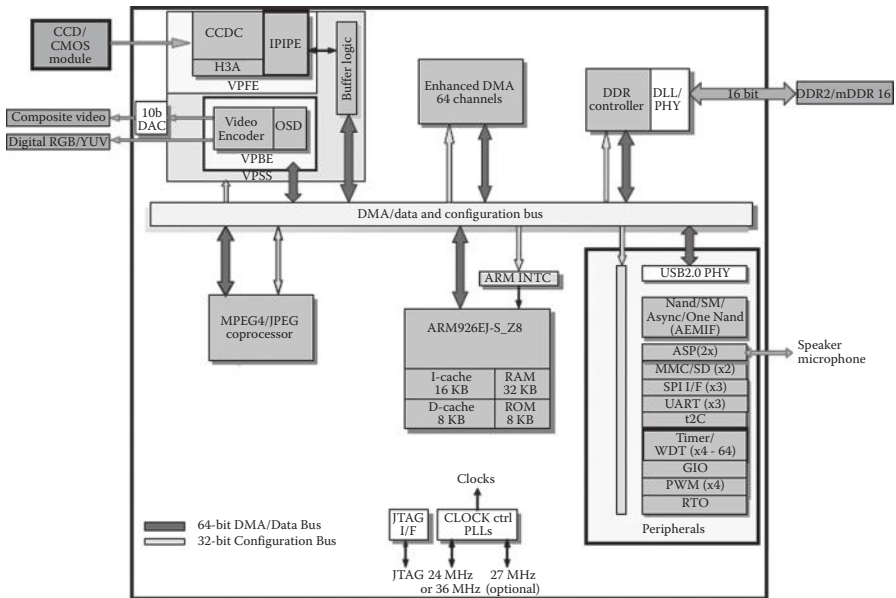 CCD/
CMOS
module
CCDC
IPIPE
H3A
VPFE
Buffer logic
Composite video
Digital RGB/YUV
10b
DAC
Video
Encoder
OSD
VPBE
VPSS
Enhanced DMA
64 channels
DDR
controller
DLL/
PHY
16 bit
DDR2/mDDR 16
DMA/data and configuration bus
MPEG4/JPEG
coprocessor
ARM INTC
ARM926EJ-S_Z8
I-cache
16 KB
RAM
32 KB
D-cache
8 KB
ROM
8 KB
USB2.0 PHY
Nand/SM/
Async/One Nand
(AEMIF)
ASP(2x)
MMC/SD (x2)
SPI I/F (x3)
UART (x3)
t2C
Timer/
WDT (x4 - 64)
GIO
PWM (x4)
RTO
Peripherals
Speaker
microphone
64-bit DMA/Data Bus
32-bit Configuration Bus
Clocks
JTAG
I/F
CLOCK ctrl
PLLs
JTAG
24 MHz
or 36 MHz
27 MHz
(optional)